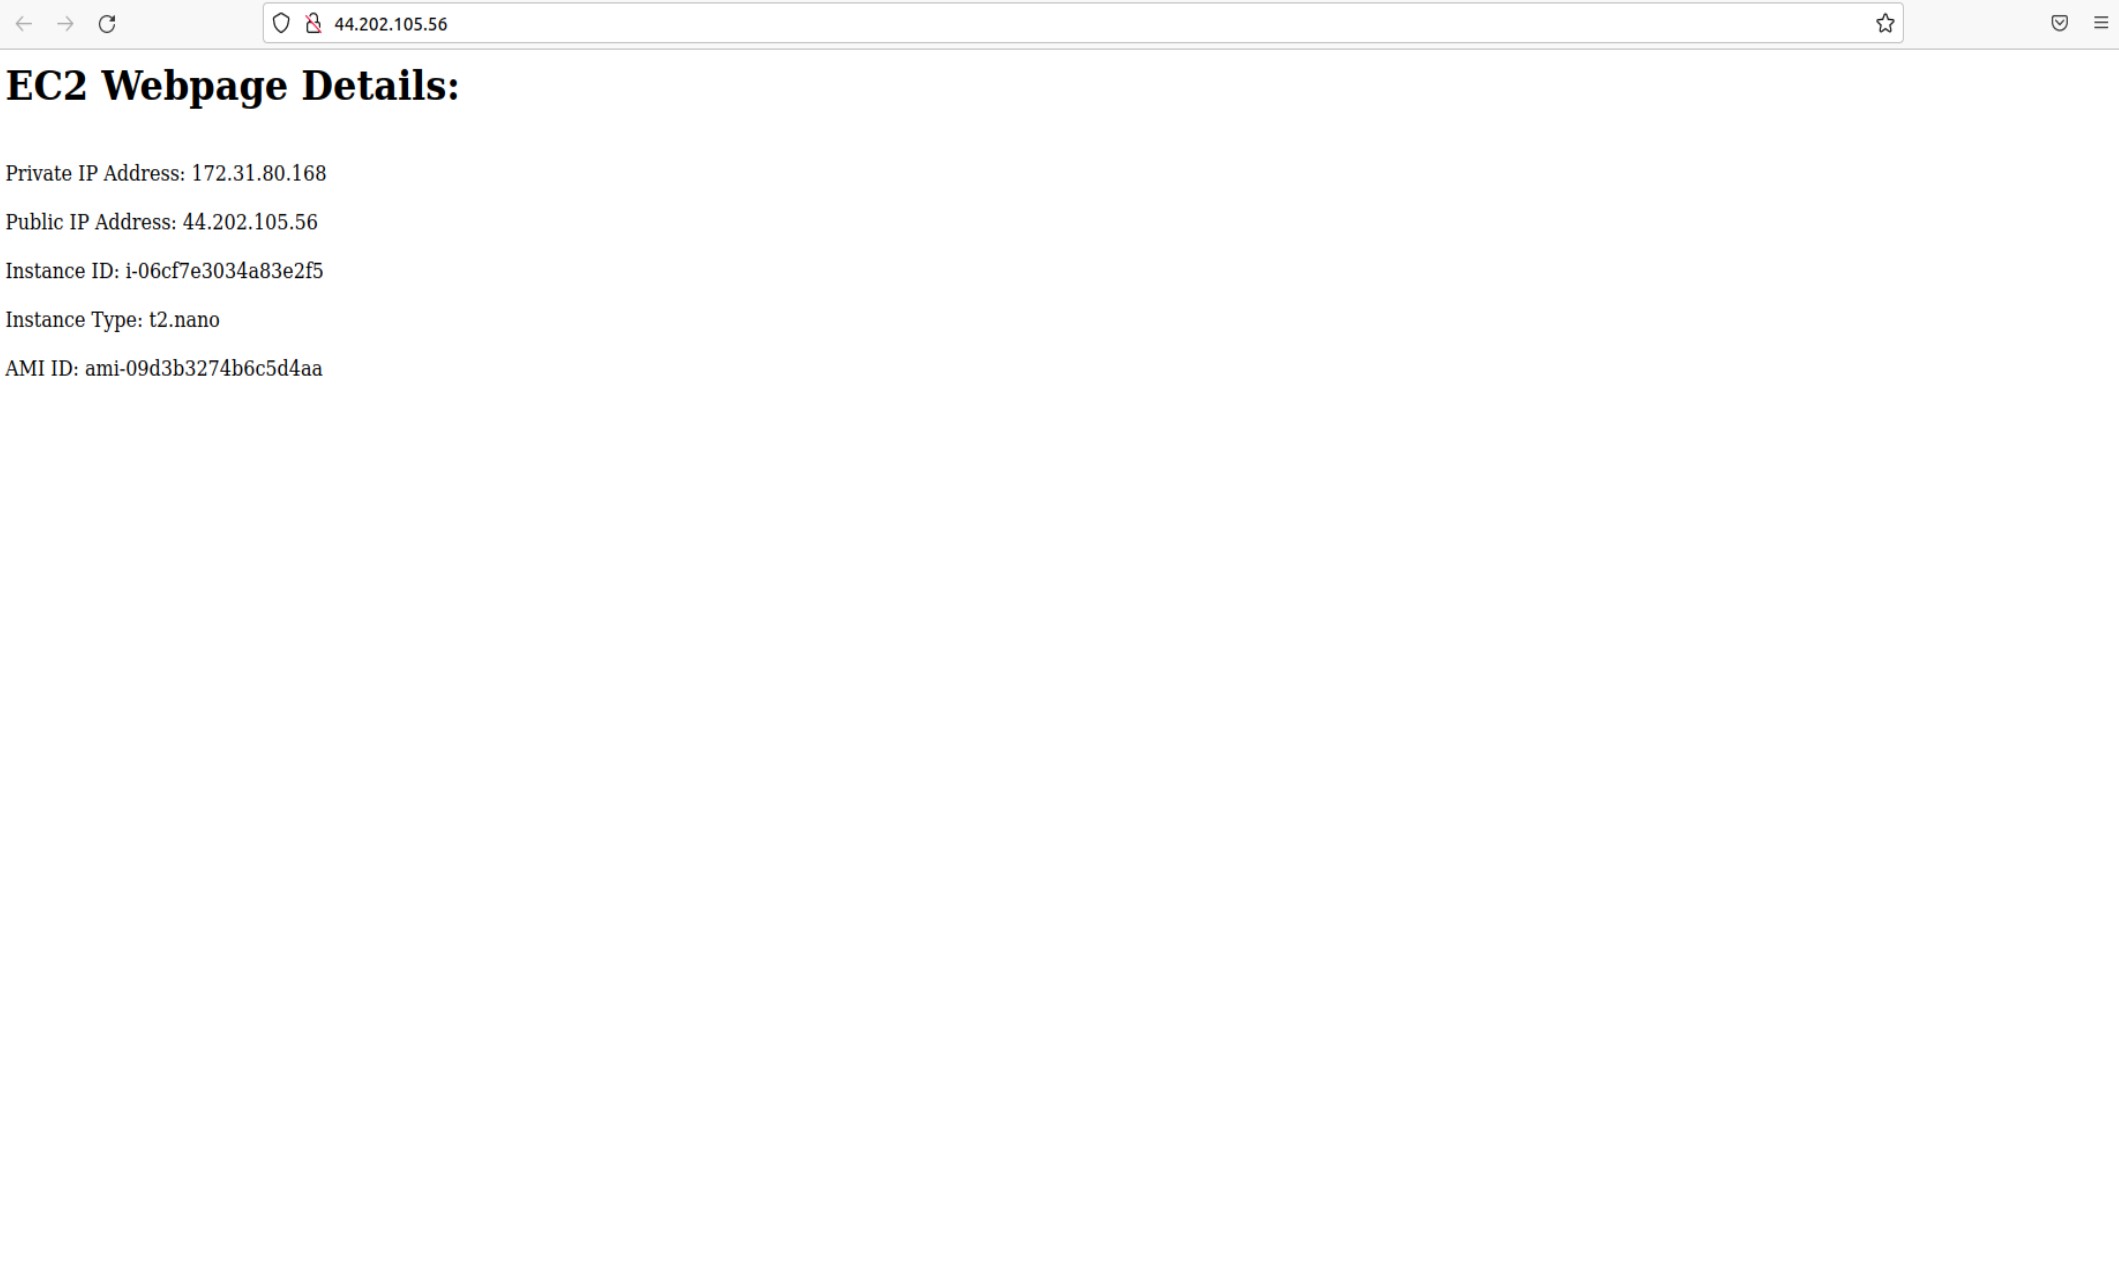 44.202.105.56
EC2 Webpage Details:
Private IP Address: 172.31.80.168
Public IP Address: 44.202.105.56
Instance ID: i-06cf7e3034a83e2f5
Instance Type: t2.nano
AMI ID: ami-09d3b3274b6c5d4aa